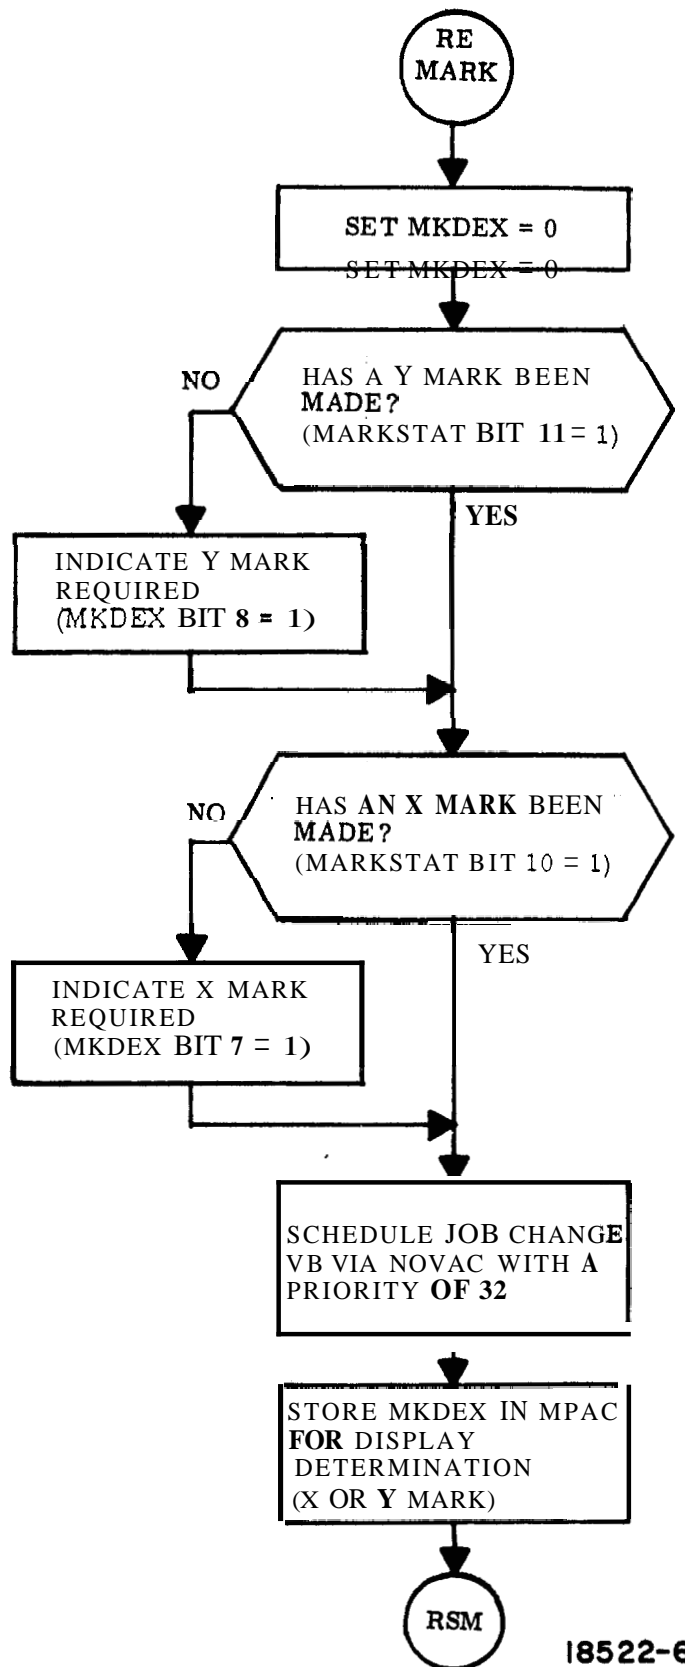 RE
MARK
SET MKDEX = 0
SET MKDEX = 0
HAS A Y MARK BEEN
MADE?
(MARKSTAT BIT 11 = 1)
NO
YES
INDICATE Y MARK
REQUIRED
(MKDEX BIT 8 = 1)
HAS AN X MARK BEEN
MADE?
(MARKSTAT BIT 10 = 1)
NO
YES
INDICATE X MARK
REQUIRED
(MKDEX BIT 7 = 1)
SCHEDULE JOB CHANGE
VB VIA NOVAC WITH A
PRIORITY OF 32
STORE MKDEX IN MPAC
FOR DISPLAY
DETERMINATION
(X OR Y MARK)
RSM
18522-6